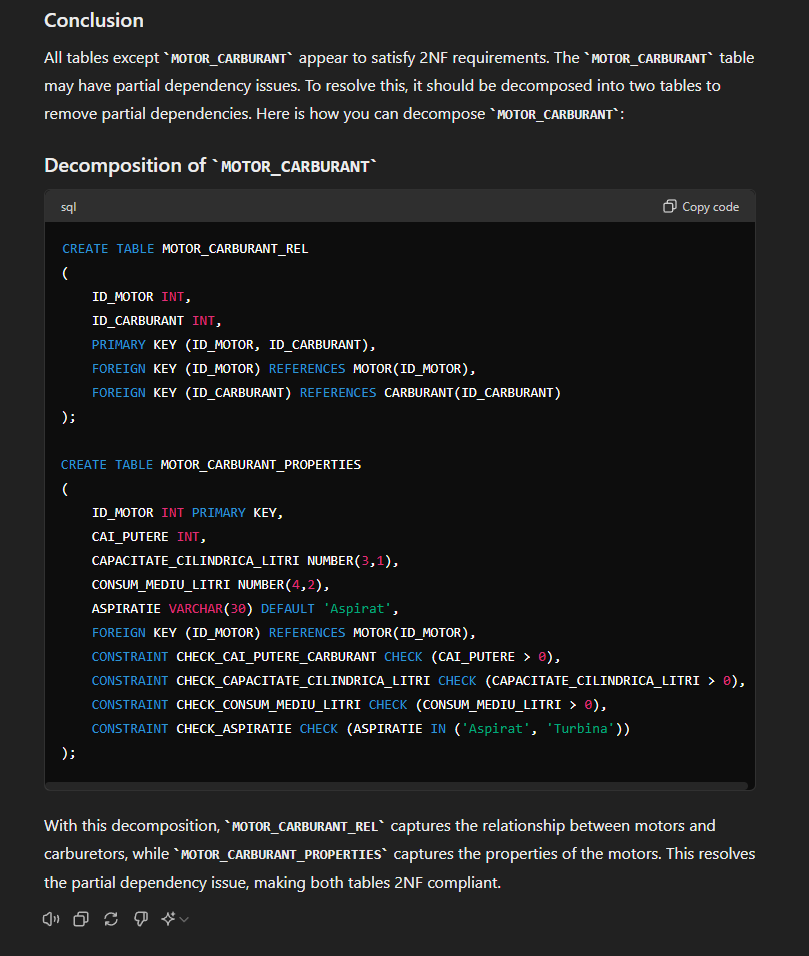 Conclusion
All tables except `MOTOR_CARBURANT` appear to satisfy 2NF requirements. The `MOTOR_CARBURANT` table
may have partial dependency issues. To resolve this, it should be decomposed into two tables to
remove partial dependencies. Here is how you can decompose `MOTOR_CARBURANT`:
Decomposition of `MOTOR_CARBURANT`
sql Copy code
CREATE TABLE MOTOR_CARBURANT_REL
(
    ID_MOTOR INT,
    ID_CARBURANT INT,
    PRIMARY KEY (ID_MOTOR, ID_CARBURANT),
    FOREIGN KEY (ID_MOTOR) REFERENCES MOTOR(ID_MOTOR),
    FOREIGN KEY (ID_CARBURANT) REFERENCES CARBURANT(ID_CARBURANT)
);
CREATE TABLE MOTOR_CARBURANT_PROPERTIES
(
    ID_MOTOR INT PRIMARY KEY,
    CAI_PUTERE INT,
    CAPACITATE_CILINDRICA_LITRI NUMBER(3,1),
    CONSUM_MEDIU_LITRI NUMBER(4,2),
    ASPIRATIE VARCHAR(30) DEFAULT 'Aspirat',
    FOREIGN KEY (ID_MOTOR) REFERENCES MOTOR(ID_MOTOR),
    CONSTRAINT CHECK_CAI_PUTERE_CARBURANT CHECK (CAI_PUTERE > 0),
    CONSTRAINT CHECK_CAPACITATE_CILINDRICA_LITRI CHECK (CAPACITATE_CILINDRICA_LITRI > 0),
    CONSTRAINT CHECK_CONSUM_MEDIU_LITRI CHECK (CONSUM_MEDIU_LITRI > 0),
    CONSTRAINT CHECK_ASPIRATIE CHECK (ASPIRATIE IN ('Aspirat', 'Turbina'))
);
With this decomposition, `MOTOR_CARBURANT_REL` captures the relationship between motors and
carburetors, while `MOTOR_CARBURANT_PROPERTIES` captures the properties of the motors. This resolves
the partial dependency issue, making both tables 2NF compliant.